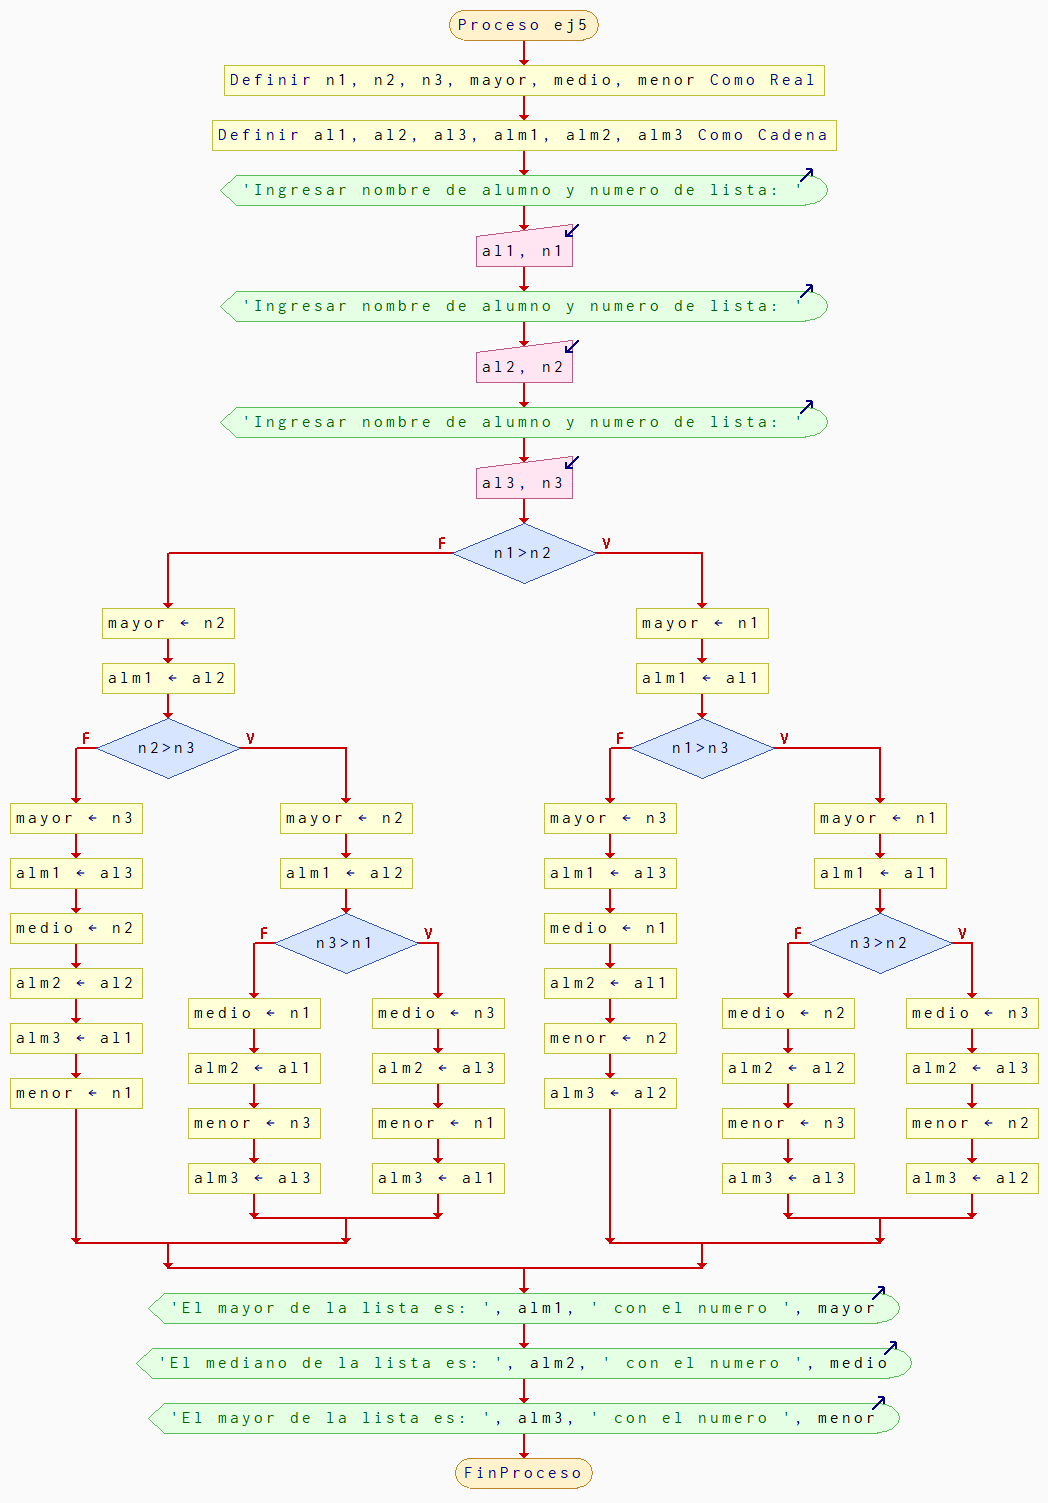 Proceso ej5
Definir n1, n2, n3, mayor, medio, menor Como Real
Definir al1, al2, al3, alm1, alm2, alm3 Como Cadena
'Ingresar nombre de alumno y numero de lista: '
al1, n1
'Ingresar nombre de alumno y numero de lista: '
al2, n2
'Ingresar nombre de alumno y numero de lista: '
al3, n3
F n1>n2 V
mayor ← n2 mayor ← n1
alm1 ← al2 alm1 ← al1
F n2>n3 V F n1>n3 V
mayor ← n3 mayor ← n2 mayor ← n3 mayor ← n1
alm1 ← al3 alm1 ← al2 alm1 ← al3 alm1 ← al1
medio ← n2 F n3>n1 V medio ← n1 F n3>n2 V
alm2 ← al2 alm2 ← al1
medio ← n1 medio ← n3 medio ← n2 medio ← n3
alm3 ← al1 menor ← n2
alm2 ← al1 alm2 ← al3 alm2 ← al2 alm2 ← al3
menor ← n1 alm3 ← al2
menor ← n3 menor ← n1 menor ← n3 menor ← n2
alm3 ← al3 alm3 ← al1 alm3 ← al3 alm3 ← al2
'El mayor de la lista es: ', alm1, ' con el numero ', mayor
'El mediano de la lista es: ', alm2, ' con el numero ', medio
'El mayor de la lista es: ', alm3, ' con el numero ', menor
FinProceso